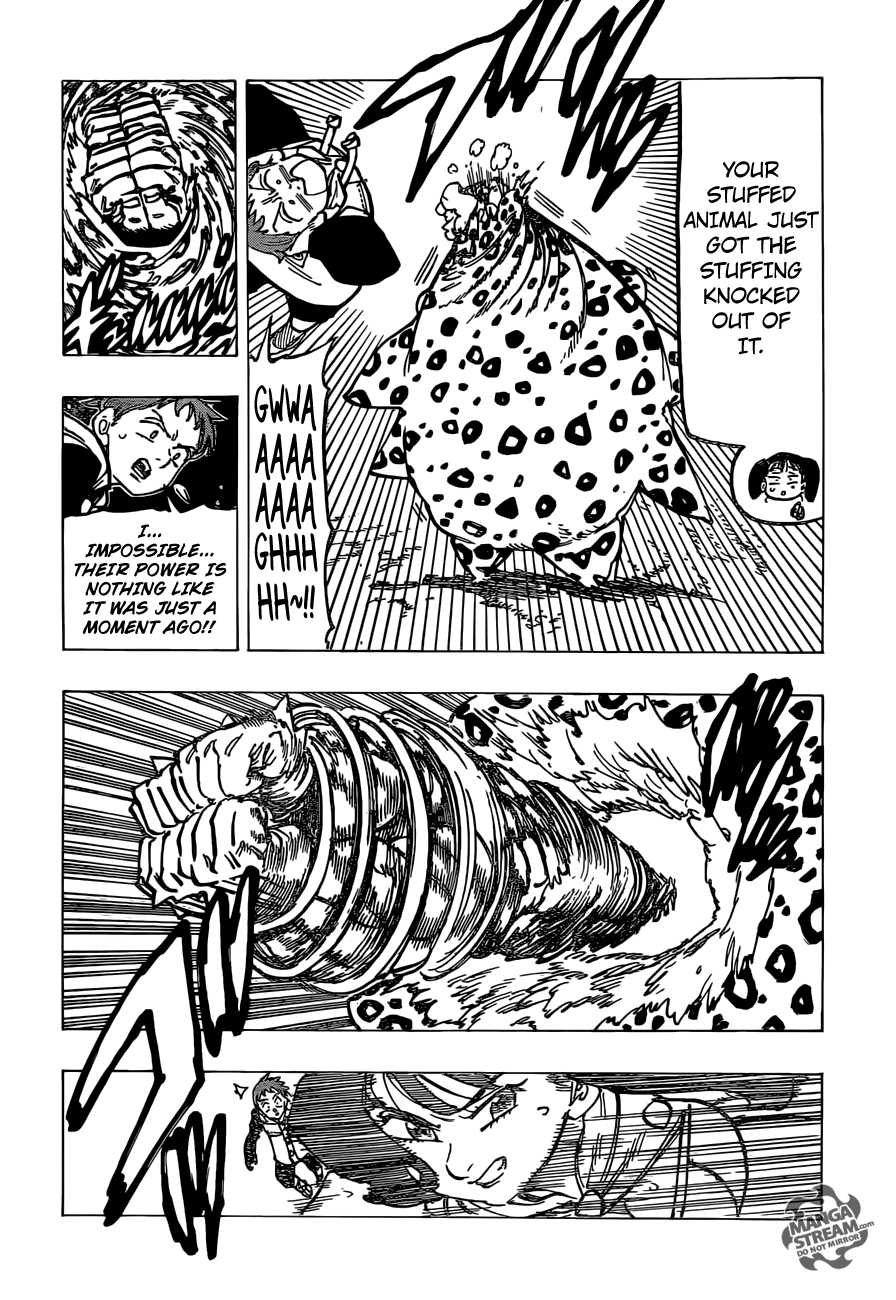 YOUR
STUFFED
ANIMAL JUST
GOT THE
STUFFING
KNOCKED
OUT OF
IT.
GWWA
AAAA
AAAA
GHHH
HH~!!
I...
IMPOSSIBLE...
THEIR POWER IS
NOTHING LIKE
IT WAS JUST A
MOMENT AGO!!
MANGA
STREAM.com
DO NOT MIRROR